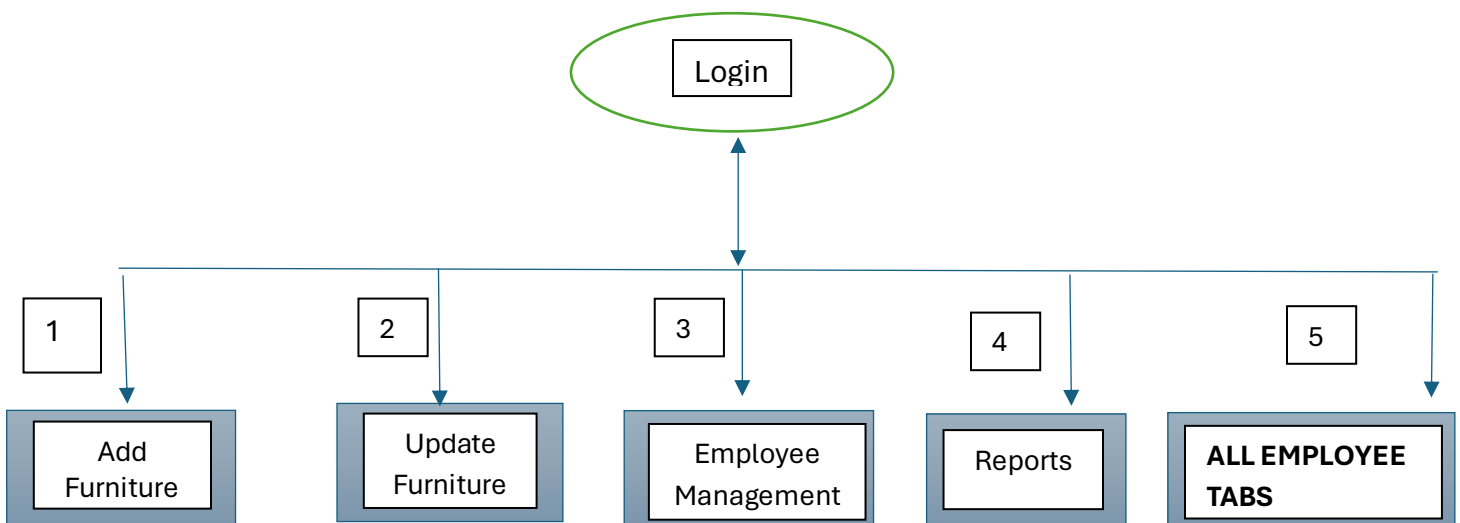 Login
1
2
3
4
5
Add
Furniture
Update
Furniture
Employee
Management
Reports
ALL EMPLOYEE
TABS